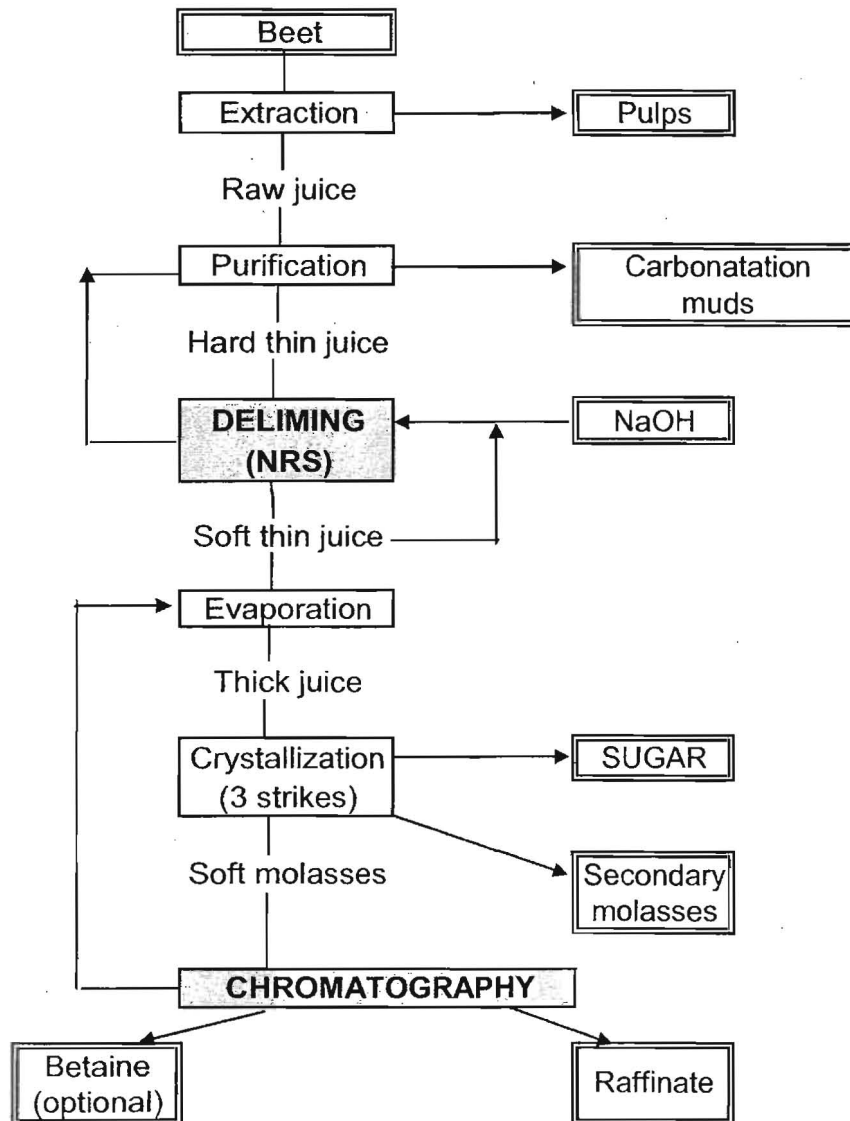 Beet
Extraction
Pulps
Raw juice
Purification
Carbonatation
muds
Hard thin juice
DELIMING
(NRS)
NaOH
Soft thin juice
Evaporation
Thick juice
Crystallization
(3 strikes)
SUGAR
Soft molasses
Secondary
molasses
CHROMATOGRAPHY
Betaine
(optional)
Raffinate